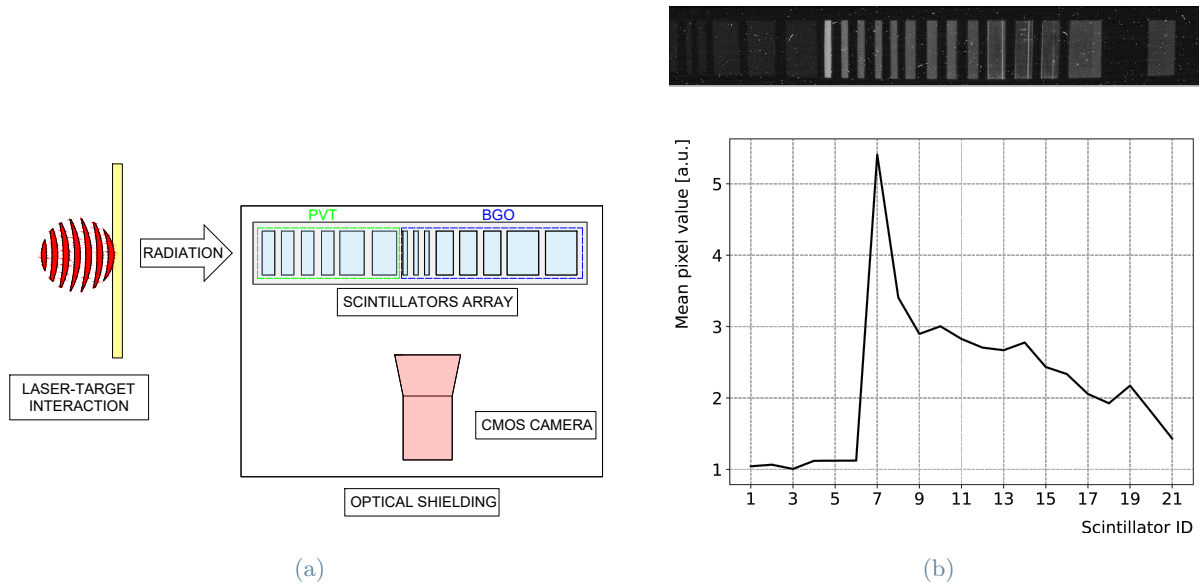 PVT
BGO
RADIATION
SCINTILLATORS ARRAY
LASER-TARGET
INTERACTION
CMOS CAMERA
OPTICAL SHIELDING
(a)
Mean pixel value [a.u.]
5
4
3
2
1
1 3 5 7 9 11 13 15 17 19 21
Scintillator ID
(b)